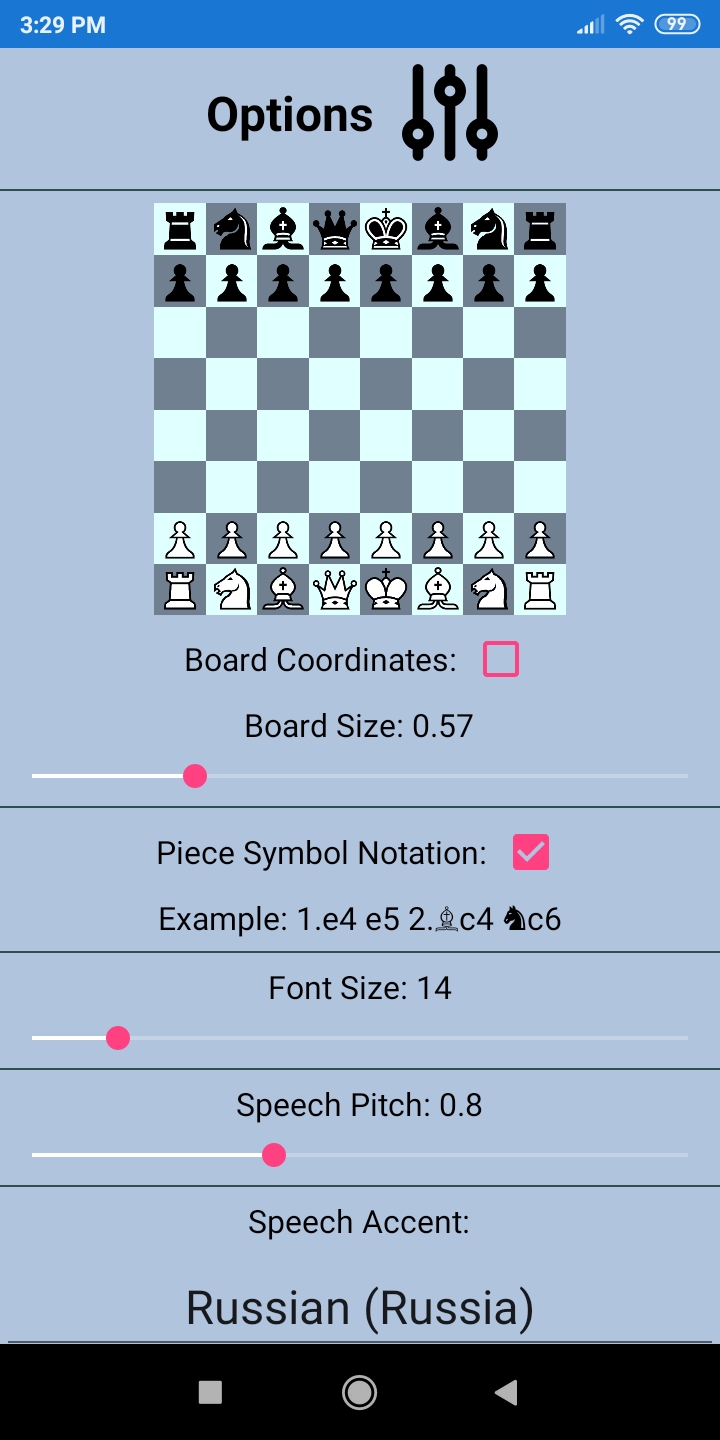 3:29 PM
99
Options
Board Coordinates:
Board Size: 0.57
Piece Symbol Notation:
Example: 1.e4 e5 2.♗c4 ♞c6
Font Size: 14
Speech Pitch: 0.8
Speech Accent:
Russian (Russia)